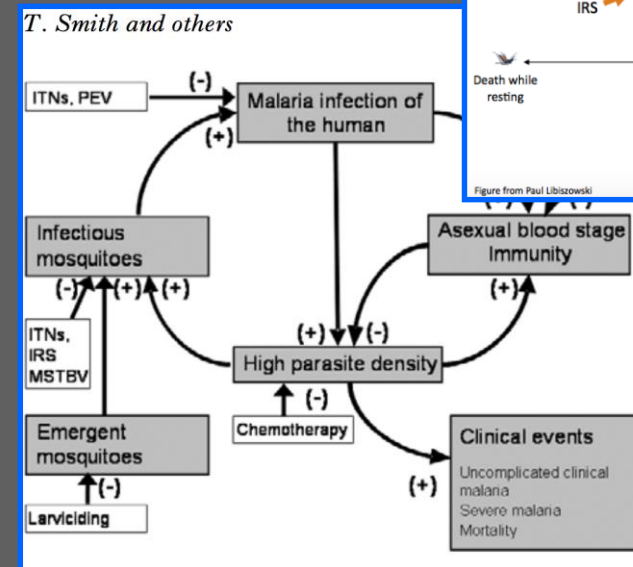 T. Smith and others
IRS
Death while
resting
Figure from Paul Libiszowski
ITNs, PEV
(-)
Malaria infection of
the human
(+)
Infectious
mosquitoes
(-) (+) (+)
Asexual blood stage
Immunity
(+)
ITNs,
IRS
MSTBV
(+) (-)
High parasite density
(-)
Chemotherapy
Emergent
mosquitoes
(-)
Larviciding
(+)
Clinical events
Uncomplicated clinical
malaria
Severe malaria
Mortality